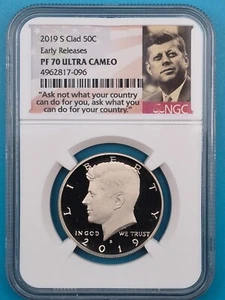 2019 S Clad 50C
Early Releases
PF 70 ULTRA CAMEO
4962817-096
NGC
"Ask not what your country
can do for you, ask what you
can do for your country."
LIBERTY
IN GOD WE TRUST
S
2019